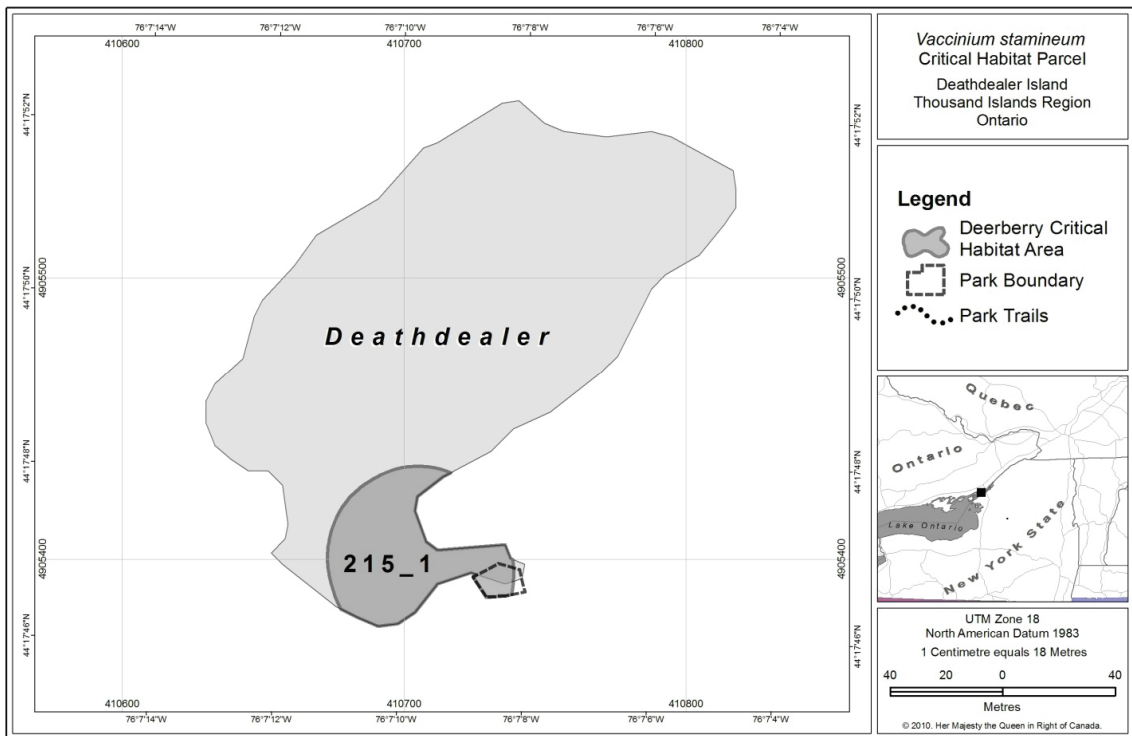 76°7'14"W 76°7'12"W 76°7'10"W 76°7'8"W 76°7'6"W 76°7'4"W
410600 410700 410800
44°17'52"N 44°17'52"N
4905500 4905500
44°17'50"N 44°17'50"N
Deathdealer
44°17'48"N 44°17'48"N
4905400 4905400
215_1
44°17'46"N 44°17'46"N
410600 410700 410800
76°7'14"W 76°7'12"W 76°7'10"W 76°7'8"W 76°7'6"W 76°7'4"W
Vaccinium stamineum
Critical Habitat Parcel
Deathdealer Island
Thousand Islands Region
Ontario
Legend
Deerberry Critical
Habitat Area
Park Boundary
Park Trails
Quebec
Ontario
Lake Ontario
New York State
UTM Zone 18
North American Datum 1983
1 Centimetre equals 18 Metres
40 20 0 40
Metres
© 2010. Her Majesty the Queen in Right of Canada.